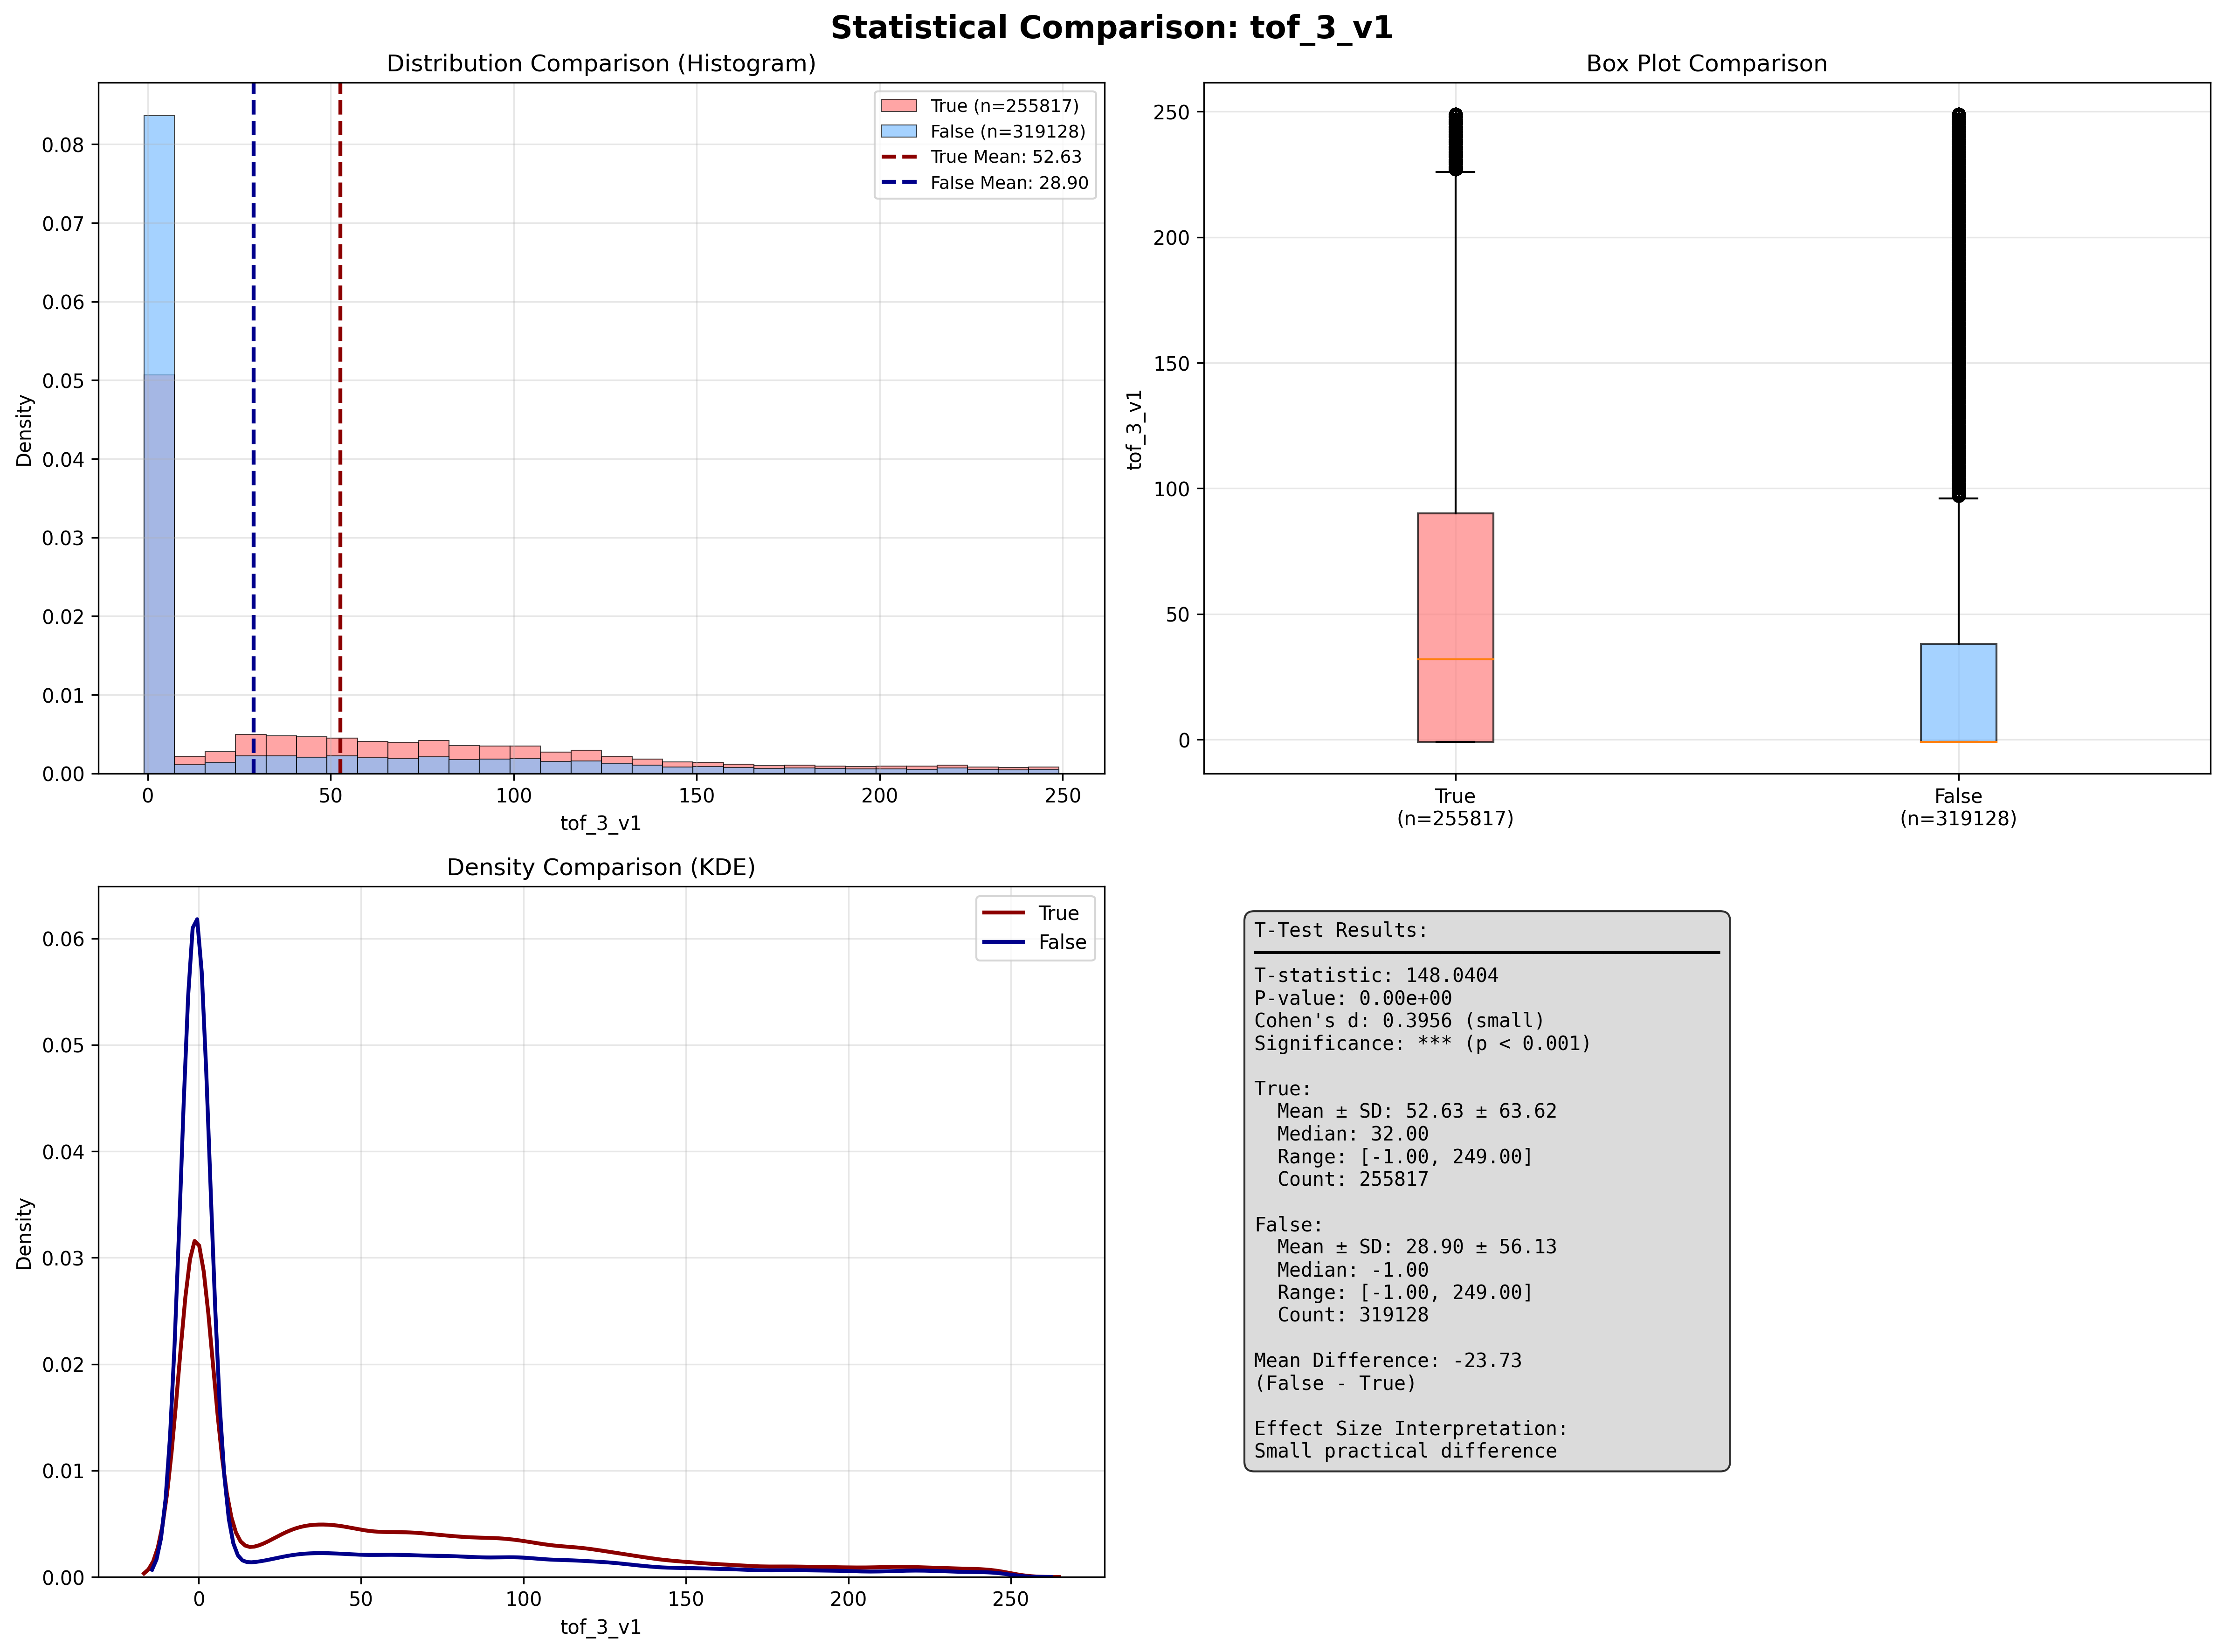 Statistical Comparison: tof_3_v1
Distribution Comparison (Histogram)
True (n=255817)
False (n=319128)
True Mean: 52.63
False Mean: 28.90
Density
0.08
0.07
0.06
0.05
0.04
0.03
0.02
0.01
0.00
0
50
100
150
200
250
tof_3_v1
Box Plot Comparison
tof_3_v1
250
200
150
100
50
0
True
(n=255817)
False
(n=319128)
Density Comparison (KDE)
True
False
Density
0.06
0.05
0.04
0.03
0.02
0.01
0.00
0
50
100
150
200
250
tof_3_v1
T-Test Results:
T-statistic: 148.0404
P-value: 0.00e+00
Cohen's d: 0.3956 (small)
Significance: *** (p < 0.001)
True:
Mean ± SD: 52.63 ± 63.62
Median: 32.00
Range: [-1.00, 249.00]
Count: 255817
False:
Mean ± SD: 28.90 ± 56.13
Median: -1.00
Range: [-1.00, 249.00]
Count: 319128
Mean Difference: -23.73
(False - True)
Effect Size Interpretation:
Small practical difference